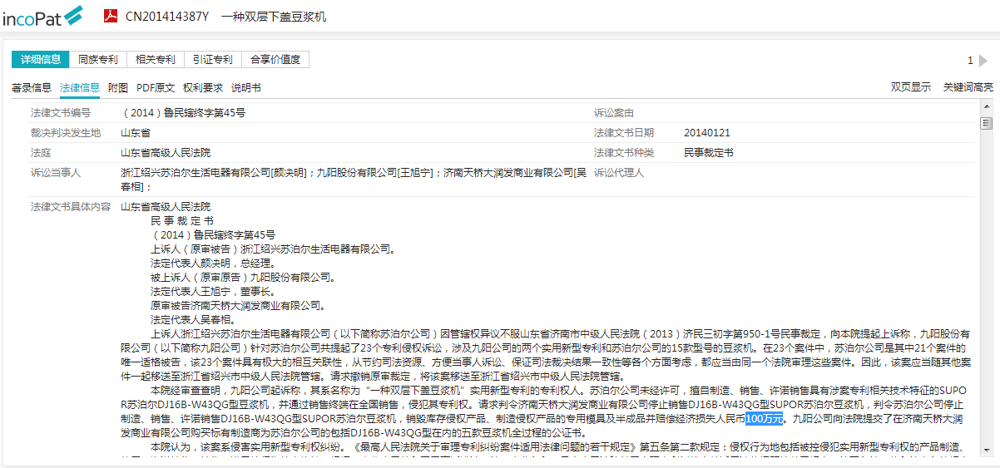 incoPat CN201414387Y 一种双层下盖豆浆机
详细信息 同族专利 相关专利 引证专利 合享价值度 1
著录信息 法律信息 附图 PDF原文 权利要求 说明书 双页显示 关键词高亮
法律文书编号 （2014）鲁民辖终字第45号 诉讼案由
裁决判决发生地 山东省 法律文书日期 20140121
法庭 山东省高级人民法院 法律文书种类 民事裁定书
诉讼当事人 浙江绍兴苏泊尔生活电器有限公司[颜决明]；九阳股份有限公司[王旭宁]；济南天桥大润发商业有限公司[吴 诉讼代理人
春相]；
法律文书具体内容 山东省高级人民法院
民 事 裁 定 书
（2014）鲁民辖终字第45号
上诉人（原审被告）浙江绍兴苏泊尔生活电器有限公司。
法定代表人颜决明，总经理。
被上诉人（原审原告）九阳股份有限公司。
法定代表人王旭宁，董事长。
原审被告济南天桥大润发商业有限公司。
法定代表人吴春相。
上诉人浙江绍兴苏泊尔生活电器有限公司（以下简称苏泊尔公司）因管辖权异议不服山东省济南市中级人民法院（2013）济民三初字第950-1号民事裁定，向本院提起上诉称，九阳股份有
限公司（以下简称九阳公司）针对苏泊尔公司共提起了23个专利侵权诉讼，涉及九阳公司的两个实用新型专利和苏泊尔公司的15款型号的豆浆机。在23个案件中，苏泊尔公司是其中21个案件的
唯一适格被告，该23个案件具有极大的相互关联性，从节约司法资源、方便当事人诉讼、保证司法裁决结果一致性等各个方面考虑，都应当由同一个法院审理这些案件。因此，该案应当随其他案
件一起移送至浙江省绍兴市中级人民法院管辖。请求撤销原审裁定，将该案移送至浙江省绍兴市中级人民法院管辖。
本院经审查查明，九阳公司起诉称，其系名称为“一种双层下盖豆浆机”实用新型专利的专利权人。苏泊尔公司未经许可，擅自制造、销售、许诺销售具有涉案专利相关技术特征的SUPO
R苏泊尔DJ16B-W43QG型豆浆机，并通过销售终端在全国销售，侵犯其专利权。请求判令济南天桥大润发商业有限公司停止销售DJ16B-W43QG型SUPOR苏泊尔豆浆机，判令苏泊尔公司停止
制造、销售、许诺销售DJ16B-W43QG型SUPOR苏泊尔豆浆机，销毁库存侵权产品、制造侵权产品的专用模具及半成品并赔偿经济损失人民币100万元。九阳公司向法院提交了在济南天桥大润
发商业有限公司购买标有制造商为苏泊尔公司的包括DJ16B-W43QG型在内的五款豆浆机全过程的公证书。
本院认为，该案系侵害实用新型专利权纠纷。《最高人民法院关于审理专利纠纷案件适用法律问题的若干规定》第五条第二款规定：侵权行为地包括被控侵犯实用新型专利权的产品制造、